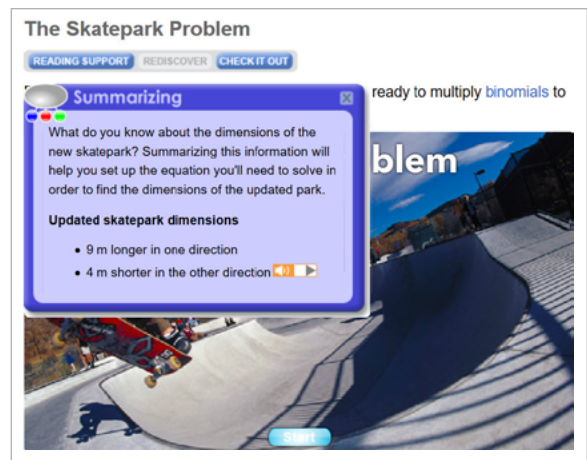 The Skatepark Problem
READING SUPPORT REDISCOVER CHECK IT OUT
ready to multiply binomials to
Summarizing
What do you know about the dimensions of the
new skatepark? Summarizing this information will
help you set up the equation you'll need to solve in
order to find the dimensions of the updated park.
Updated skatepark dimensions
• 9 m longer in one direction
• 4 m shorter in the other direction
blem
Start